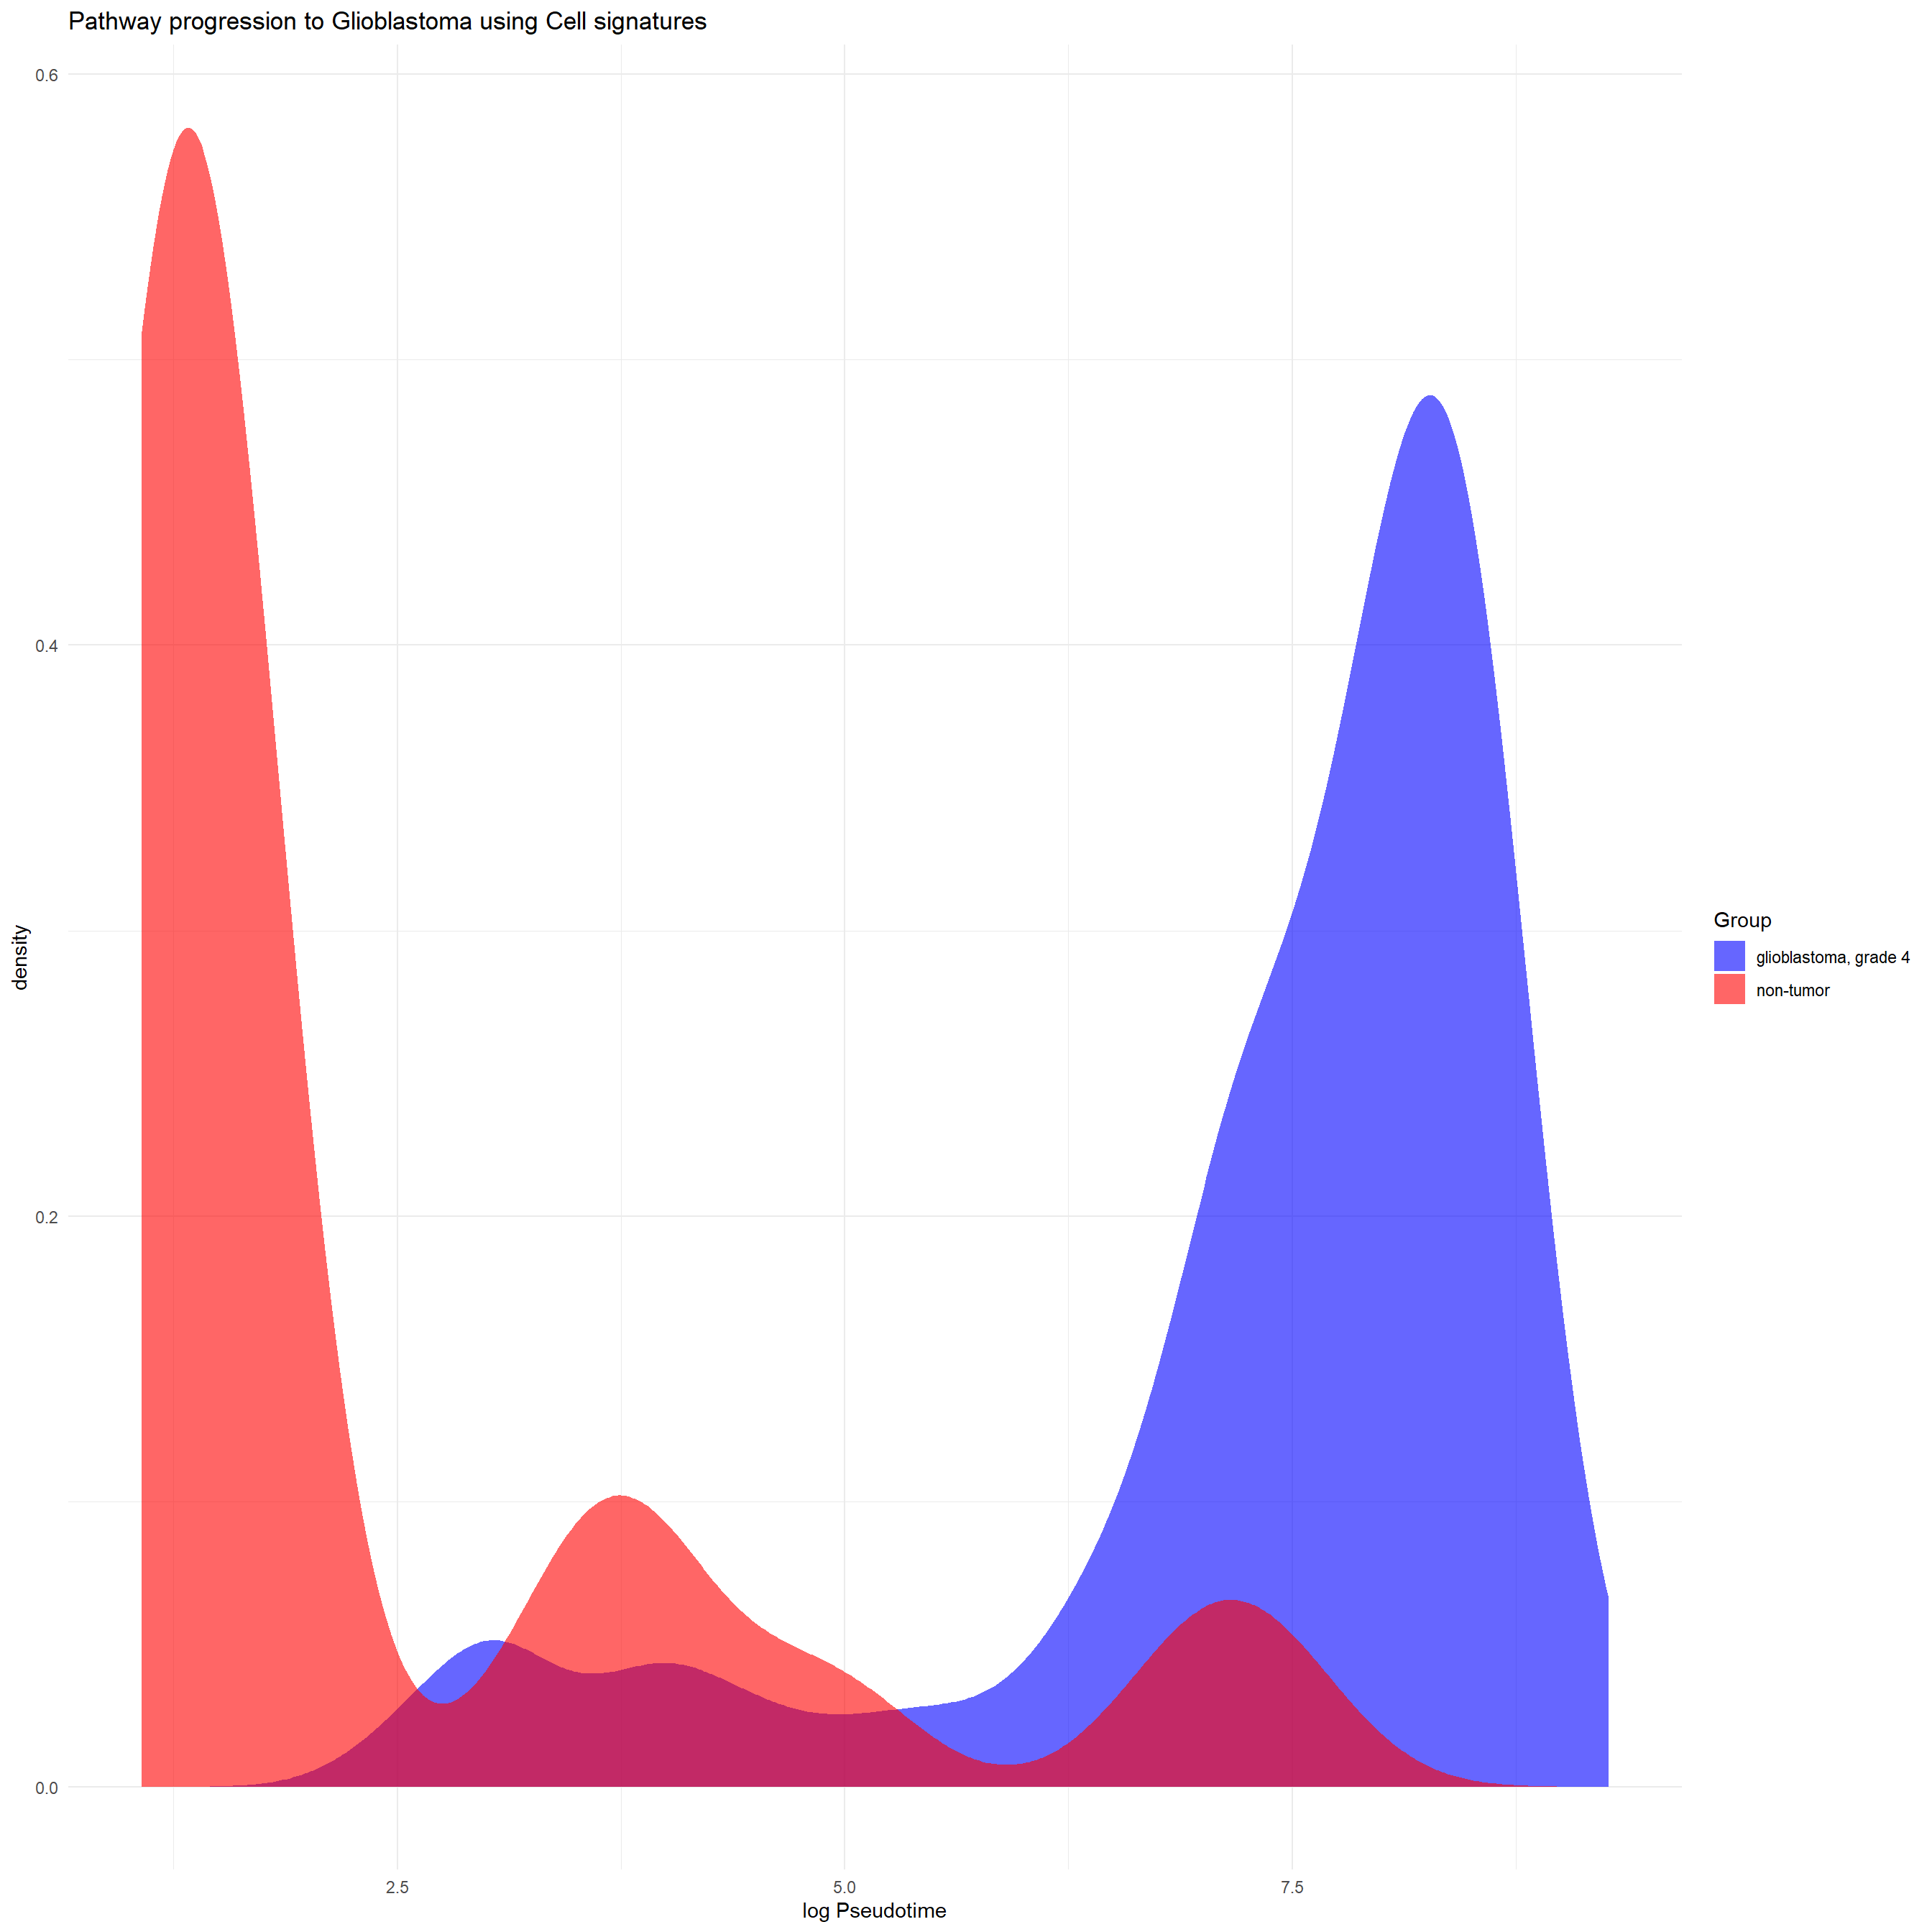 Pathway progression to Glioblastoma using Cell signatures
0.6
0.4
0.2
0.0
density
2.5
5.0
7.5
log Pseudotime
Group
glioblastoma, grade 4
non-tumor